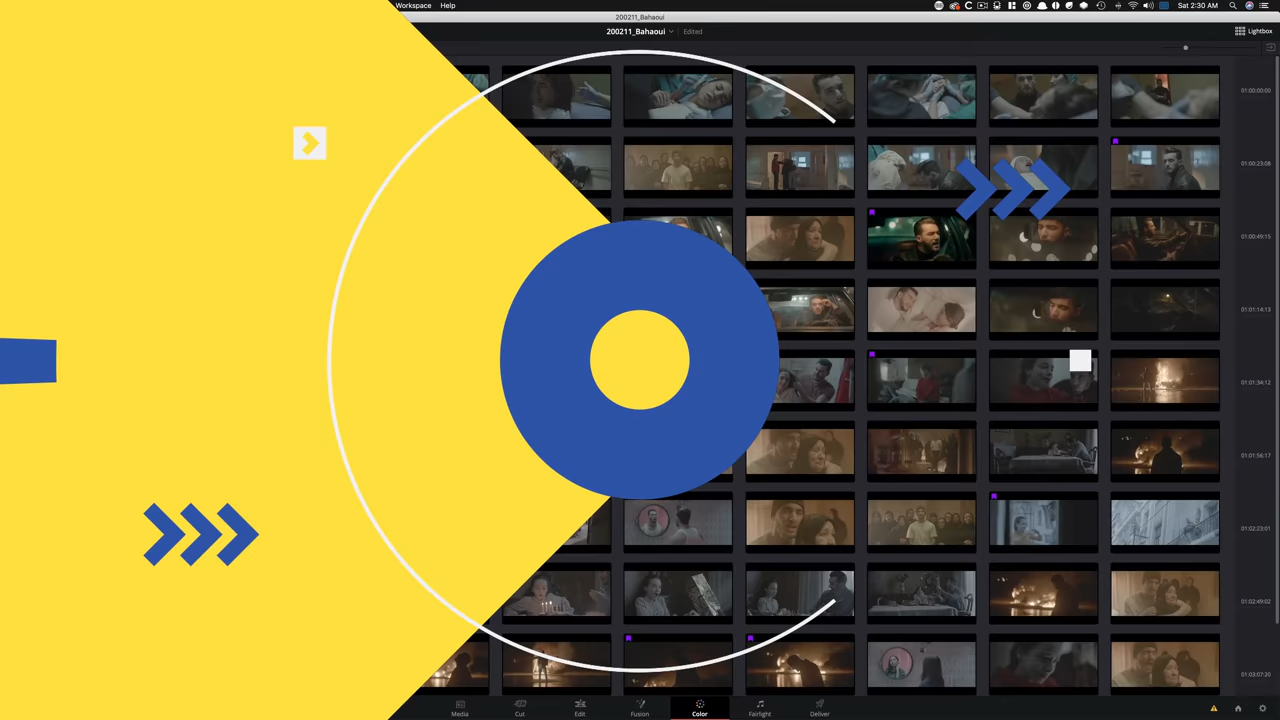 Workspace Help
Sat 2:30 AM
200211_Bahaoui
200211_Bahaoui Edited
Lightbox
01:00:00:00
01:00:23:08
01:00:49:15
01:01:14:13
01:01:34:12
01:01:56:17
01:02:23:01
01:02:49:02
01:03:07:20
Media Cut Edit Fusion Color Fairlight Deliver